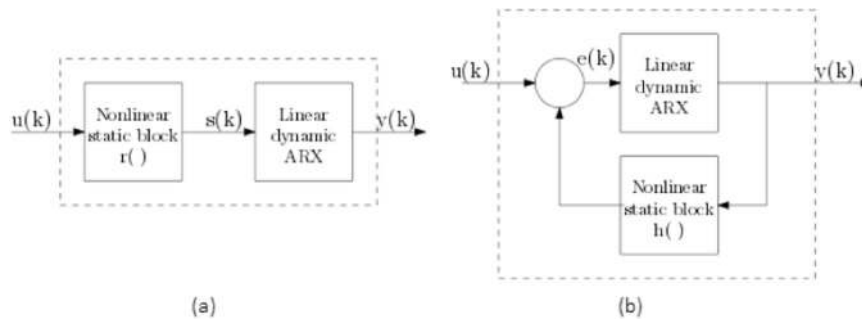 u(k)
Nonlinear
static block
r( )
s(k)
Linear
dynamic
ARX
y(k)
(a)
u(k)
e(k)
Linear
dynamic
ARX
y(k)
Nonlinear
static block
h( )
(b)